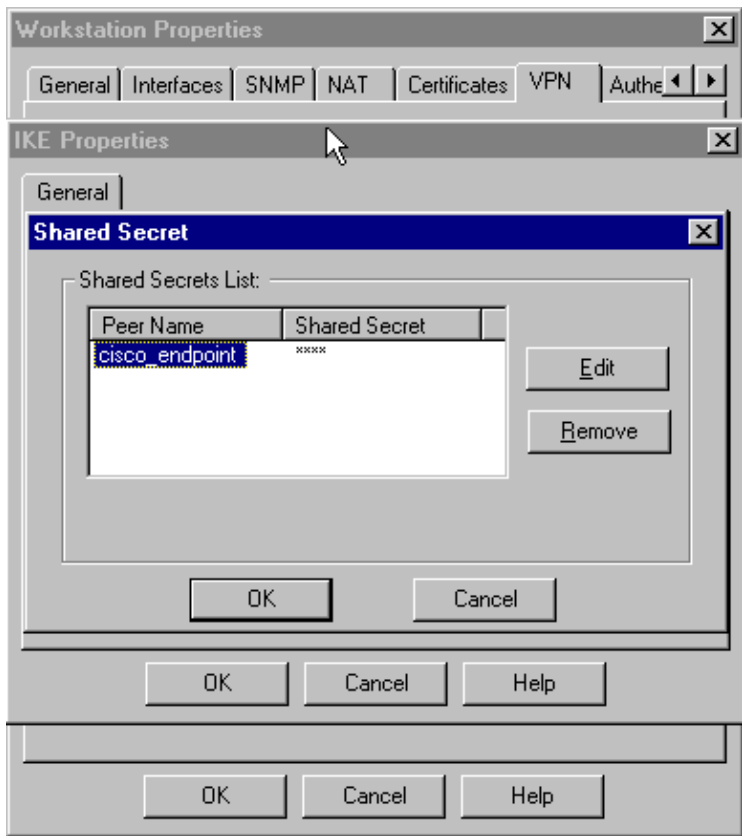 Workstation Properties
General Interfaces SNMP NAT Certificates VPN Authe
IKE Properties
General
Shared Secret
Shared Secrets List:
Peer Name Shared Secret
cisco_endpoint ****
Edit
Remove
OK Cancel
OK Cancel Help
OK Cancel Help